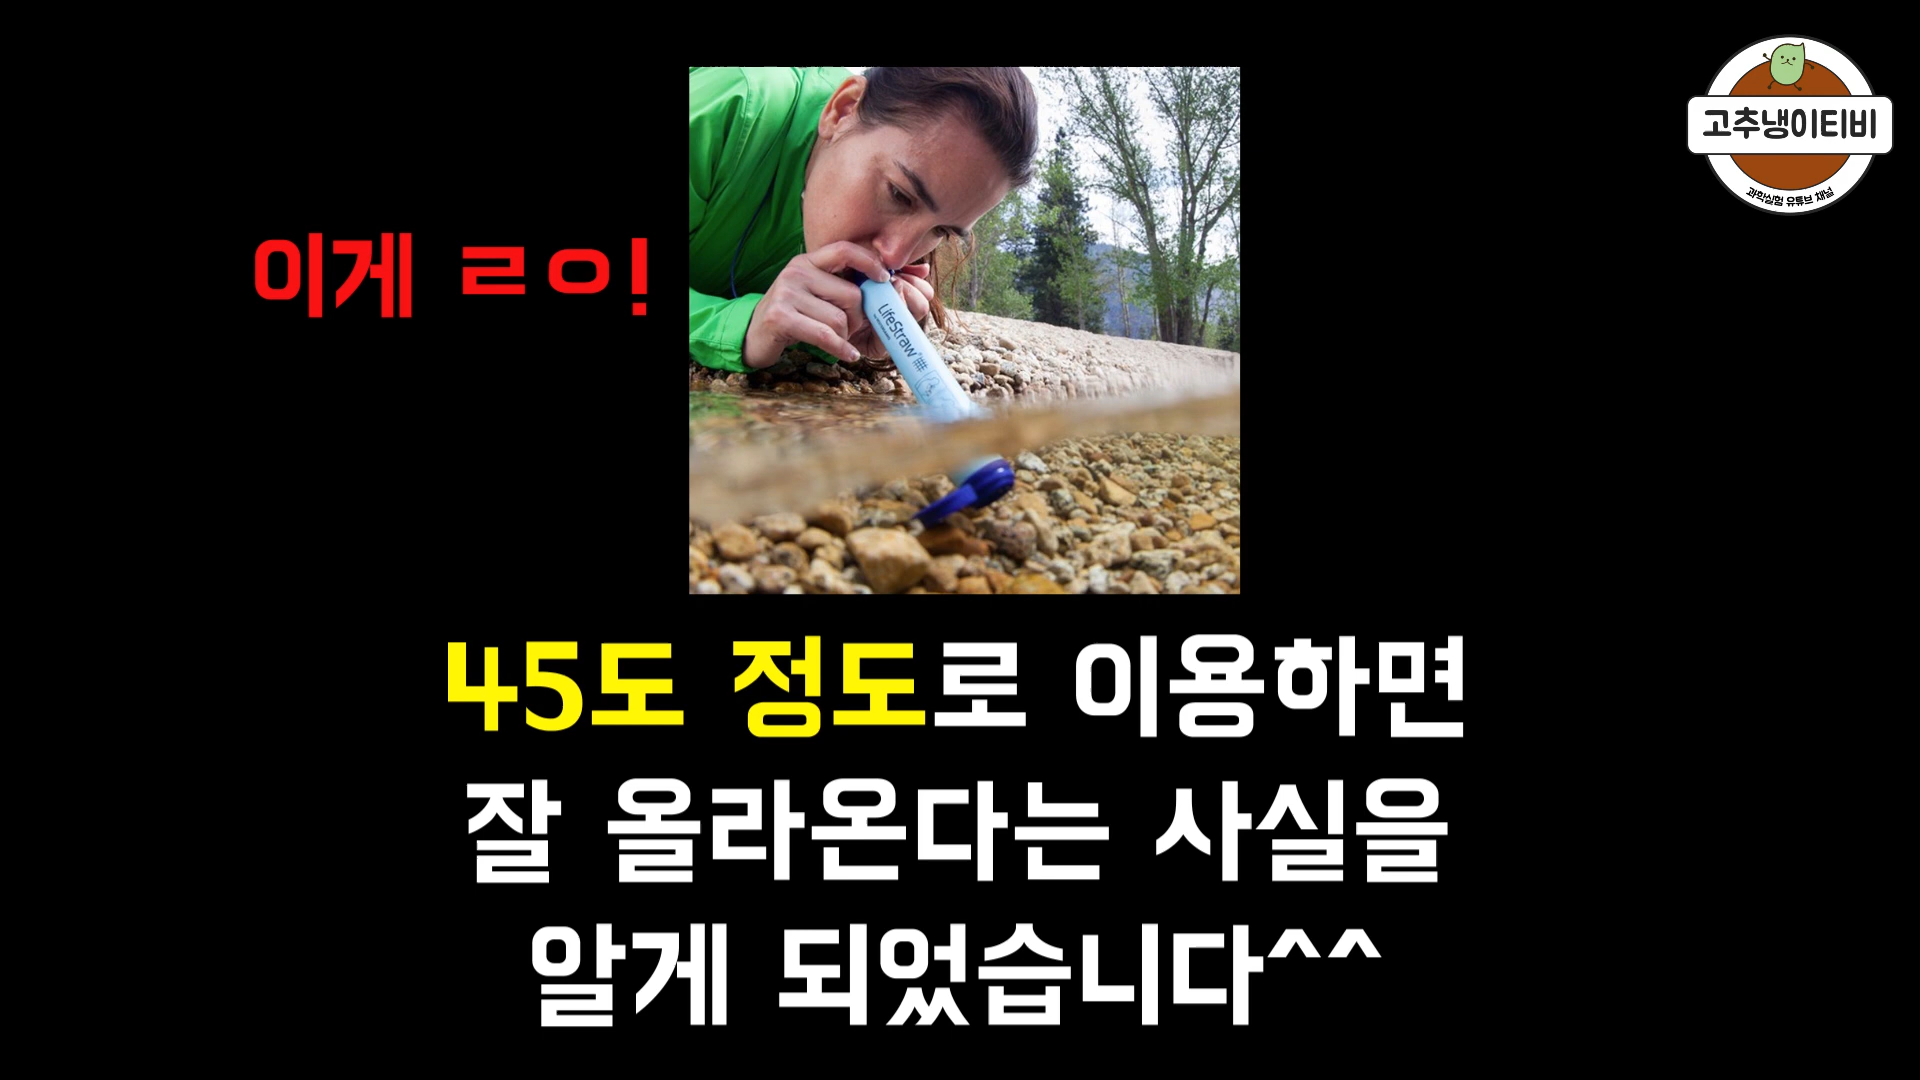 고추냉이티비
과학실험 유튜브 채널
이게 ㄹㅇ!
LifeStraw
45도 정도로 이용하면
잘 올라온다는 사실을
알게 되었습니다^^